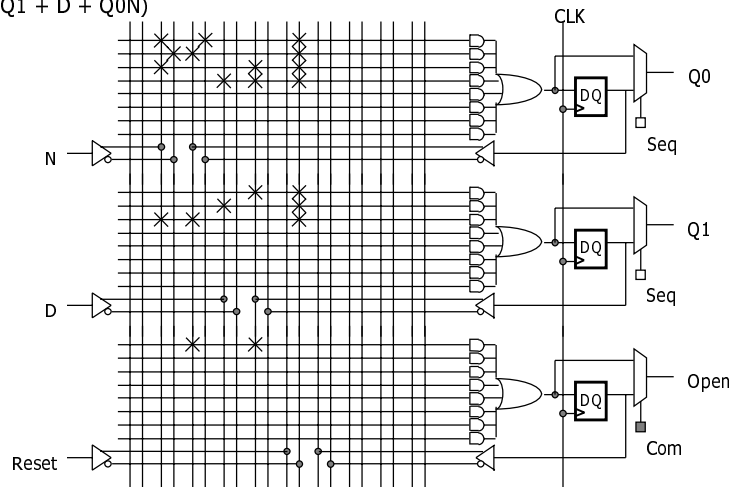 Q1 + D + Q0N)
CLK
Q0
DQ
Seq
N
Q1
DQ
Seq
D
Open
DQ
Com
Reset